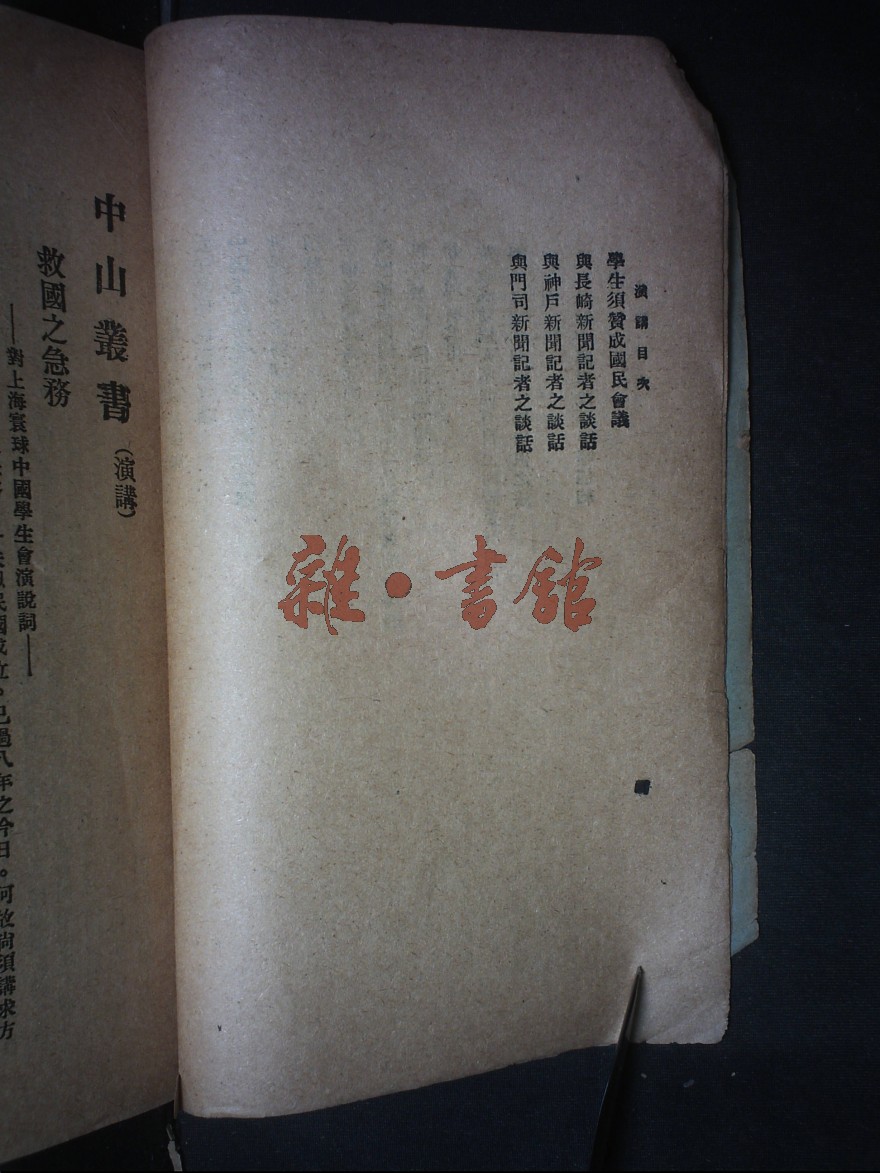 演講目次
學生須贊成國民會議
與長崎新聞記者之談話
與神戶新聞記者之談話
與門司新聞記者之談話
雜·書館
中山叢書(演講)
救國之急務
——對上海寰球中國學生會演說詞——
民國成立。已過八年之今日。何故尚須講求方